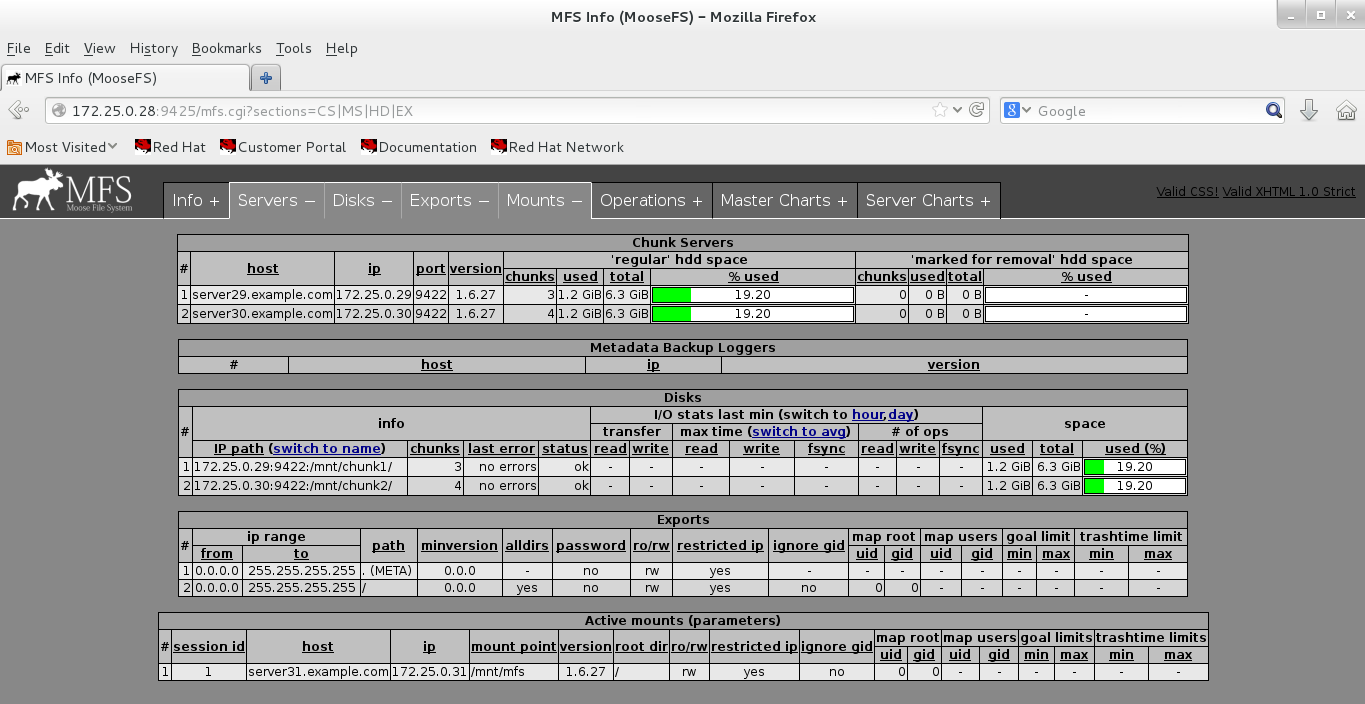 MFS Info (MooseFS) - Mozilla Firefox
File Edit View History Bookmarks Tools Help
MFS Info (MooseFS)
172.25.0.28:9425/mfs.cgi?sections=CS|MS|HD|EX
Google
Most Visited Red Hat Customer Portal Documentation Red Hat Network
MFS
Moose File System
Info + Servers − Disks − Exports − Mounts − Operations + Master Charts + Server Charts +
Valid CSS! Valid XHTML 1.0 Strict
Chunk Servers
# host ip port version 'regular' hdd space 'marked for removal' hdd space
chunks used total % used chunks used total % used
1 server29.example.com 172.25.0.29 9422 1.6.27 3 1.2 GiB 6.3 GiB 19.20 0 0 B 0 B -
2 server30.example.com 172.25.0.30 9422 1.6.27 4 1.2 GiB 6.3 GiB 19.20 0 0 B 0 B -
Metadata Backup Loggers
# host ip version
Disks
# info I/O stats last min (switch to hour,day) space
transfer max time (switch to avg) # of ops
IP path (switch to name) chunks last error status read write read write fsync read write fsync used total used (%)
1 172.25.0.29:9422:/mnt/chunk1/ 3 no errors ok - - - - - - - - 1.2 GiB 6.3 GiB 19.20
2 172.25.0.30:9422:/mnt/chunk2/ 4 no errors ok - - - - - - - - 1.2 GiB 6.3 GiB 19.20
Exports
# ip range path minversion alldirs password ro/rw restricted ip ignore gid map root map users goal limit trashtime limit
from to uid gid uid gid min max min max
1 0.0.0.0 255.255.255.255 . (META) 0.0.0 - no rw yes - - - - - - - - -
2 0.0.0.0 255.255.255.255 / 0.0.0 yes no rw yes no 0 0 - - - - - -
Active mounts (parameters)
# session id host ip mount point version root dir ro/rw restricted ip ignore gid map root map users goal limits trashtime limits
uid gid uid gid min max min max
1 1 server31.example.com 172.25.0.31 /mnt/mfs 1.6.27 / rw yes no 0 0 - - - - - -